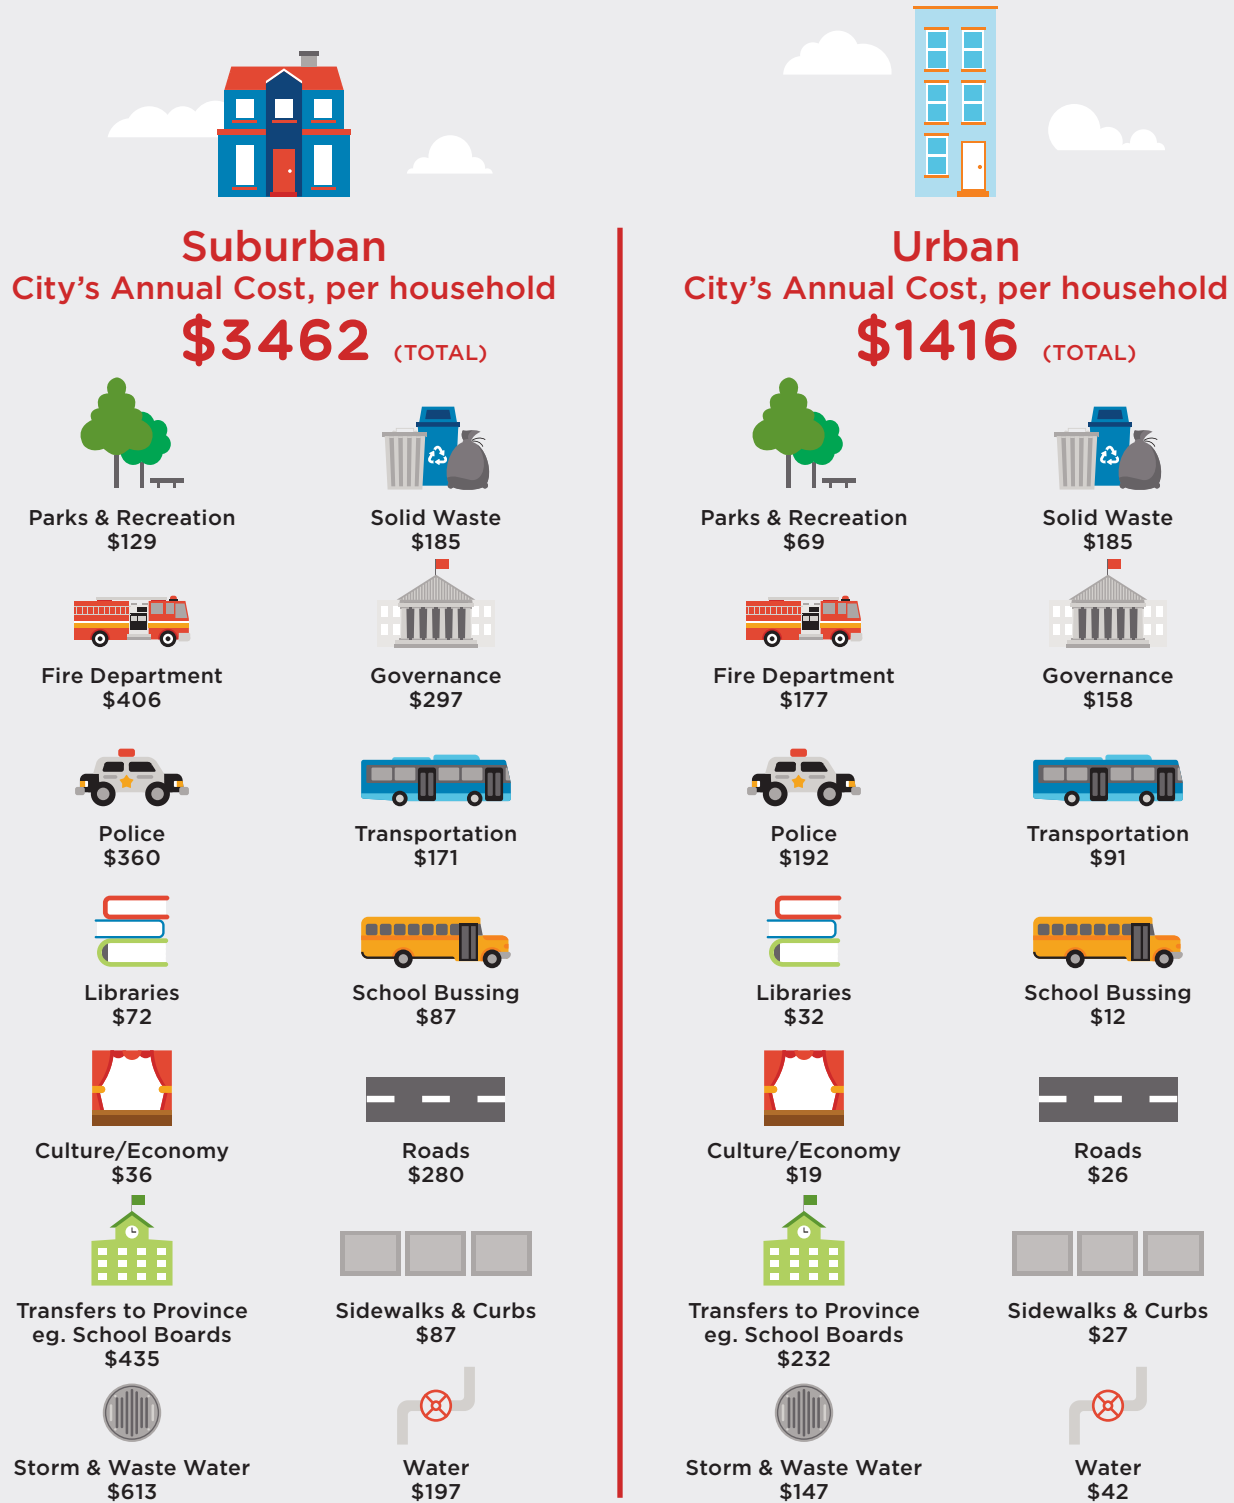 Suburban
City's Annual Cost, per household
$3462 (TOTAL)
Parks & Recreation
$129
Solid Waste
$185
Fire Department
$406
Governance
$297
Police
$360
Transportation
$171
Libraries
$72
School Bussing
$87
Culture/Economy
$36
Roads
$280
Transfers to Province
eg. School Boards
$435
Sidewalks & Curbs
$87
Storm & Waste Water
$613
Water
$197
Urban
City's Annual Cost, per household
$1416 (TOTAL)
Parks & Recreation
$69
Solid Waste
$185
Fire Department
$177
Governance
$158
Police
$192
Transportation
$91
Libraries
$32
School Bussing
$12
Culture/Economy
$19
Roads
$26
Transfers to Province
eg. School Boards
$232
Sidewalks & Curbs
$27
Storm & Waste Water
$147
Water
$42